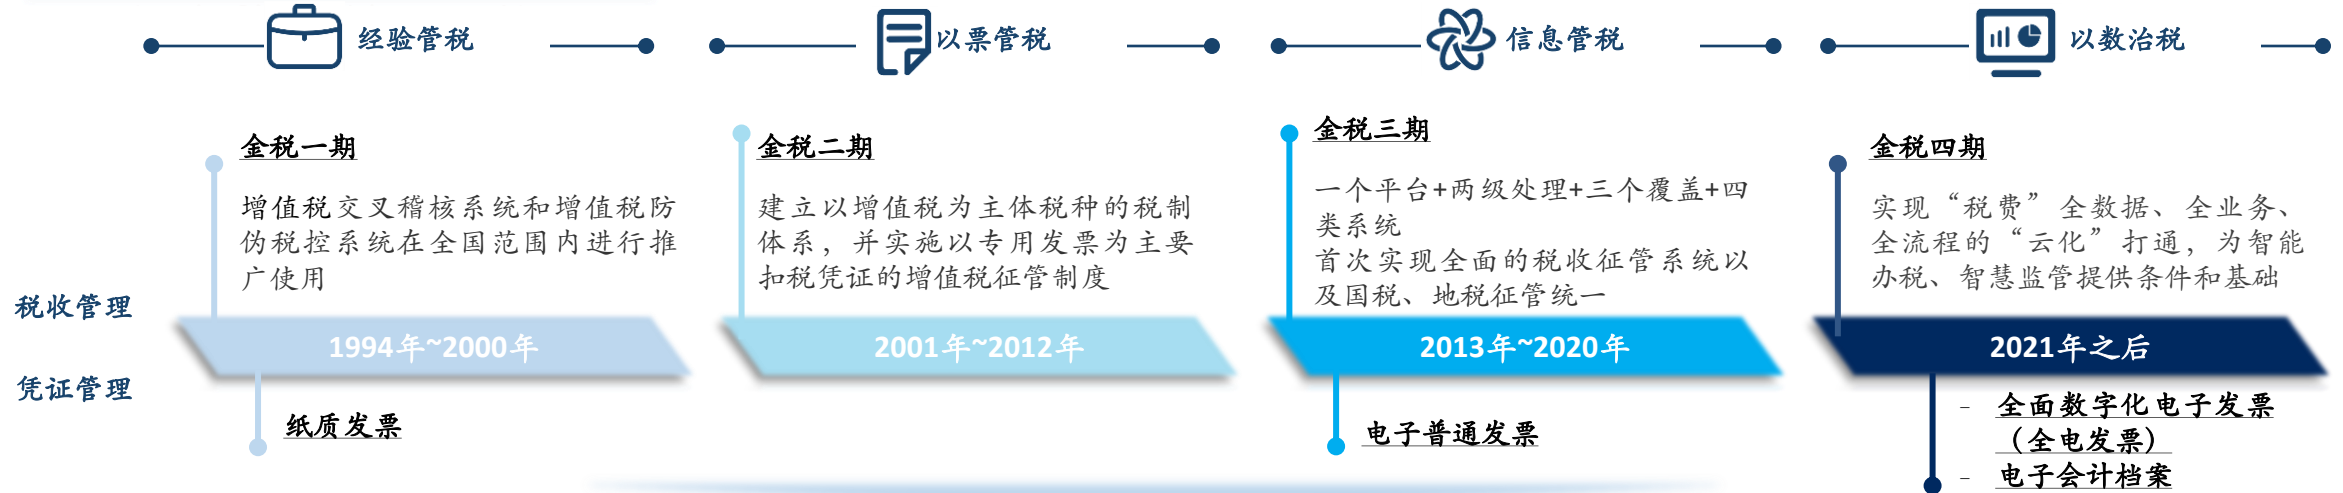 经验管税
以票管税
信息管税
以数治税
金税一期
增值税交叉稽核系统和增值税防
伪税控系统在全国范围内进行推
广使用
金税二期
建立以增值税为主体税种的税制
体系，并实施以专用发票为主要
扣税凭证的增值税征管制度
金税三期
一个平台+两级处理+三个覆盖+四
类系统
首次实现全面的税收征管系统以
及国税、地税征管统一
金税四期
实现“税费”全数据、全业务、
全流程的“云化”打通，为智能
办税、智慧监管提供条件和基础
税收管理
1994年~2000年
2001年~2012年
2013年~2020年
2021年之后
凭证管理
纸质发票
电子普通发票
- 全面数字化电子发票
（全电发票）
- 电子会计档案